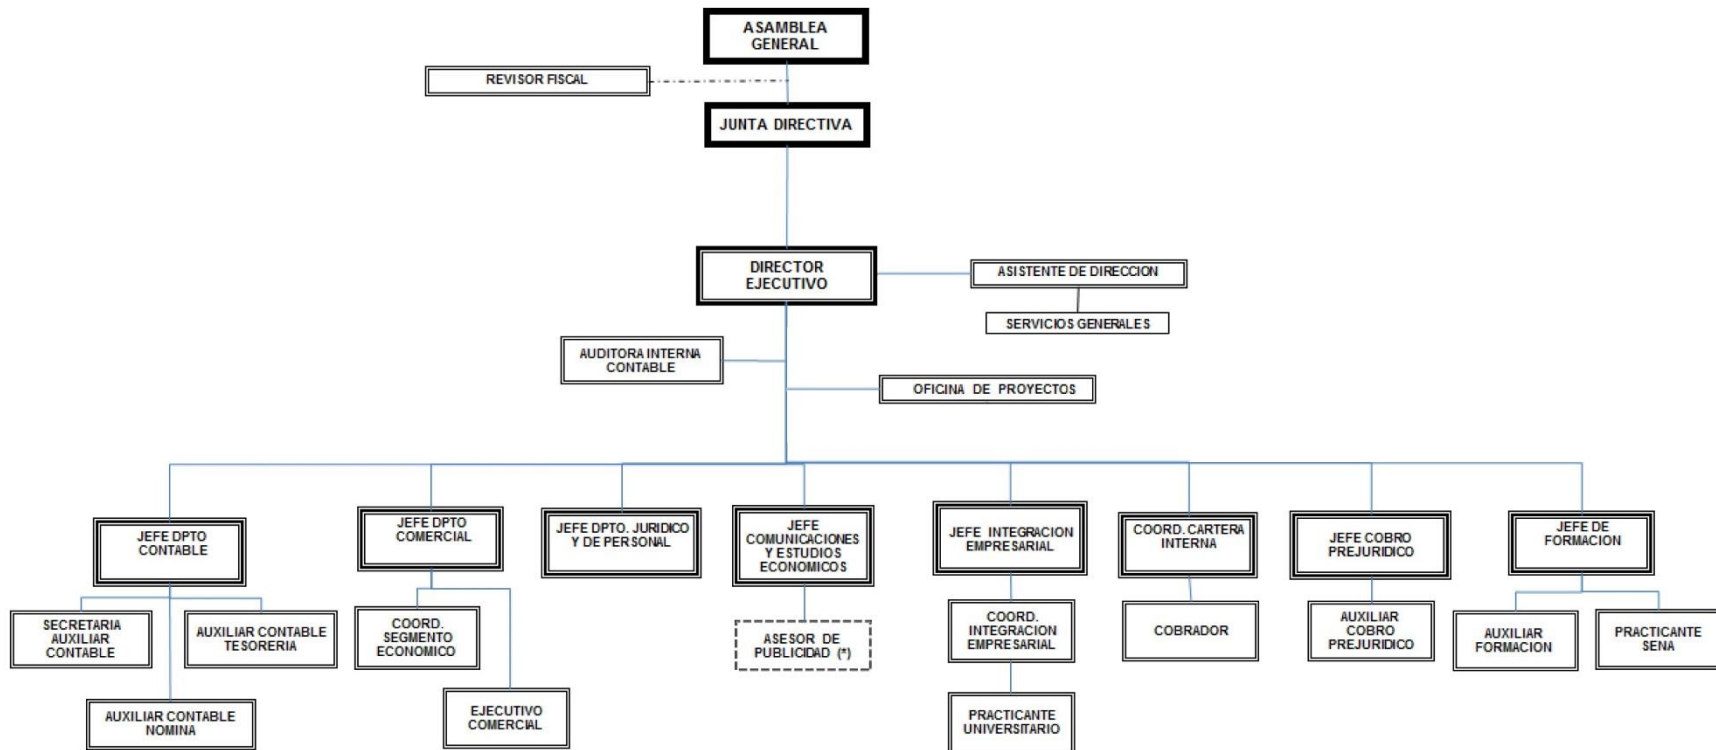 ASAMBLEA
GENERAL
REVISOR FISCAL
JUNTA DIRECTIVA
DIRECTOR
EJECUTIVO
ASISTENTE DE DIRECCION
SERVICIOS GENERALES
AUDITORA INTERNA
CONTABLE
OFICINA DE PROYECTOS
JEFE DPTO
CONTABLE
JEFE DPTO
COMERCIAL
JEFE DPTO. JURIDICO
Y DE PERSONAL
JEFE
COMUNICACIONES
Y ESTUDIOS
ECONOMICOS
JEFE INTEGRACION
EMPRESARIAL
COORD. CARTERA
INTERNA
JEFE COBRO
PREJURIDICO
JEFE DE
FORMACION
SECRETARIA
AUXILIAR
CONTABLE
AUXILIAR CONTABLE
TESORERIA
COORD.
SEGMENTO
ECONOMICO
ASESOR DE
PUBLICIDAD (*)
COORD.
INTEGRACION
EMPRESARIAL
COBRADOR
AUXILIAR
COBRO
PREJURIDICO
AUXILIAR
FORMACION
PRACTICANTE
SENA
AUXILIAR CONTABLE
NOMINA
EJECUTIVO
COMERCIAL
PRACTICANTE
UNIVERSITARIO